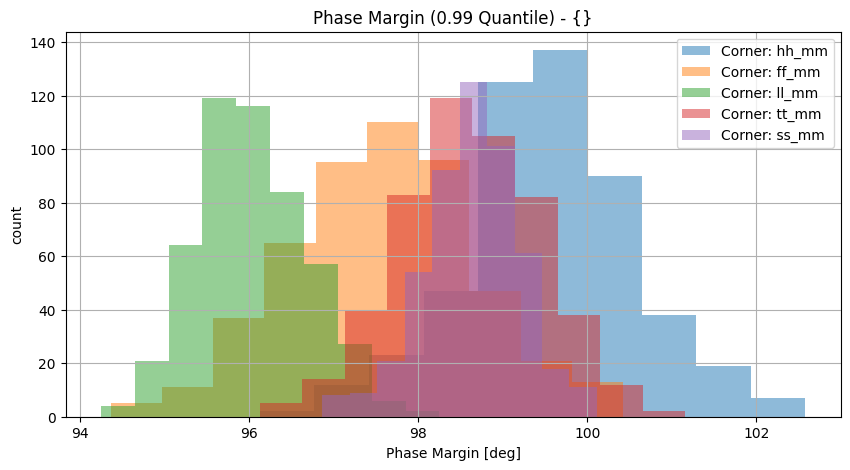 Phase Margin (0.99 Quantile) - {}
140
120
100
80
60
40
20
0
count
Corner: hh_mm
Corner: ff_mm
Corner: ll_mm
Corner: tt_mm
Corner: ss_mm
94
96
98
100
102
Phase Margin [deg]